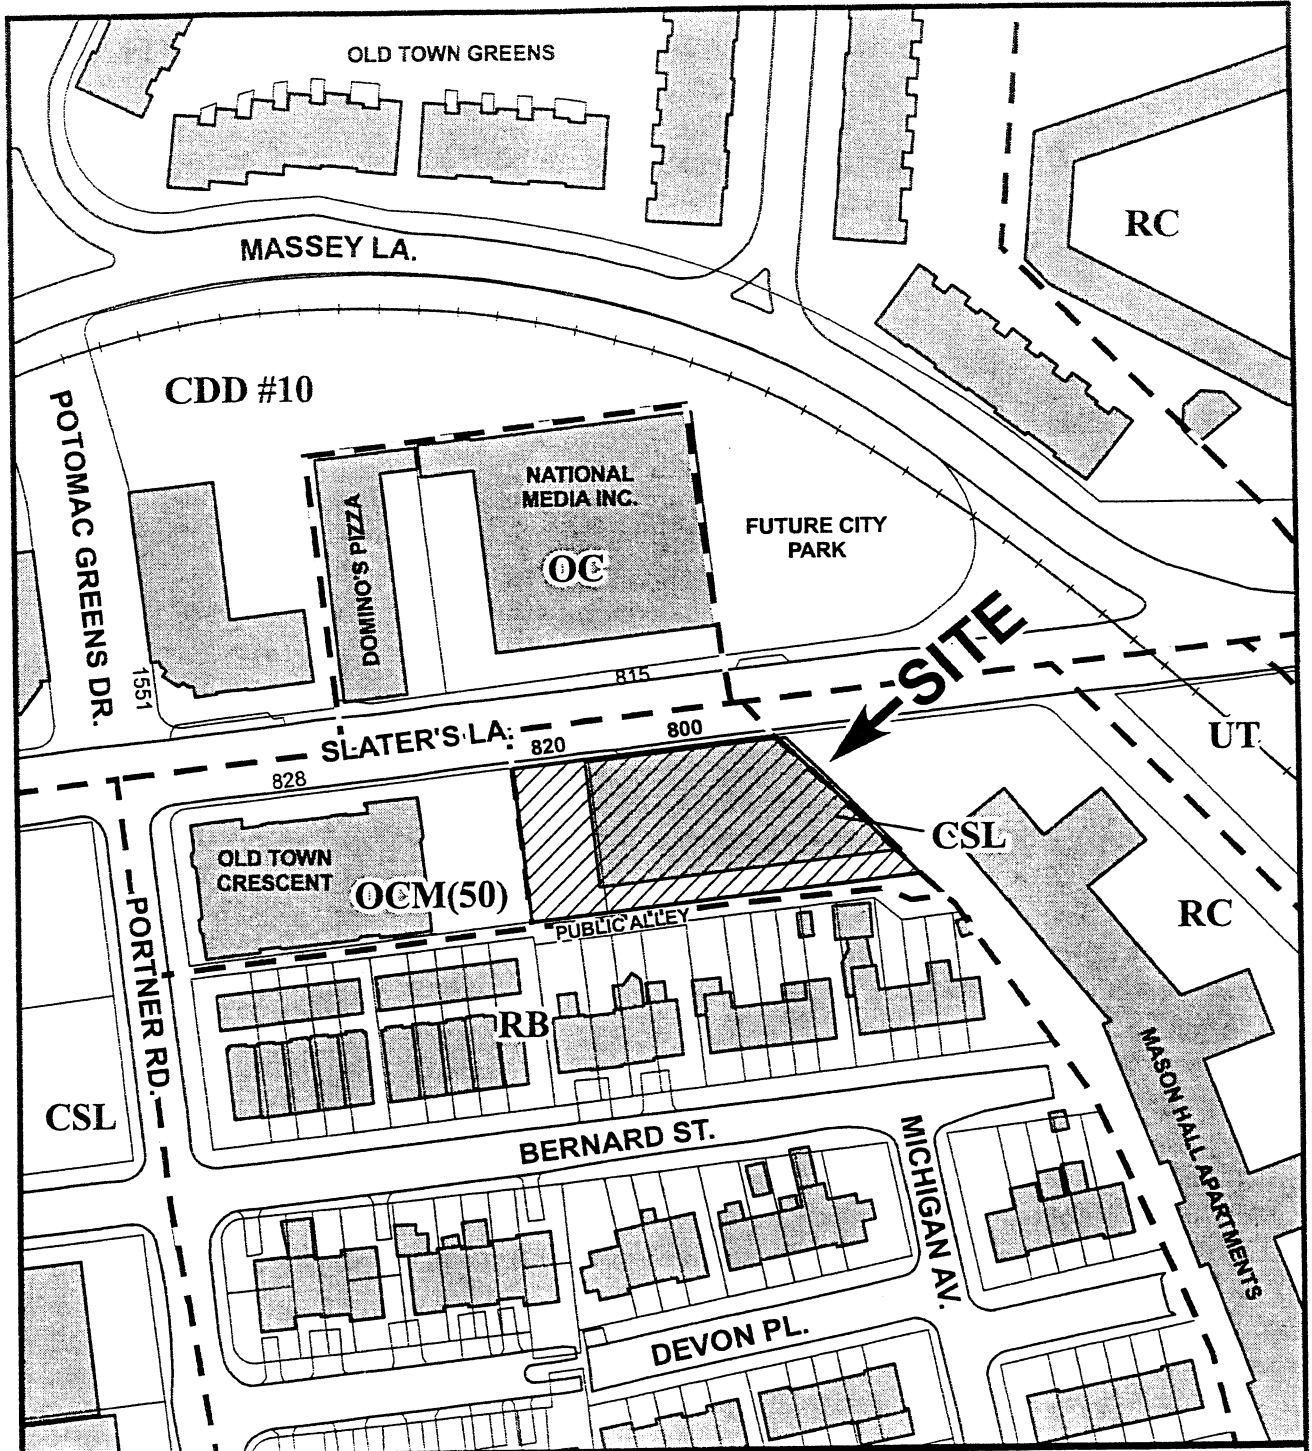 OLD TOWN GREENS
RC
MASSEY LA.
CDD #10
POTOMAC GREENS DR.
NATIONAL
MEDIA INC.
DOMINO'S PIZZA
OC
FUTURE CITY
PARK
SITE
1551
815
SLATER'S LA.
820
800
UT
828
CSL
OLD TOWN
CRESCENT
OCM(50)
RC
PUBLIC ALLEY
PORTNER RD.
RB
MASON HALL APARTMENTS
CSL
BERNARD ST.
MICHIGAN AV.
DEVON PL.